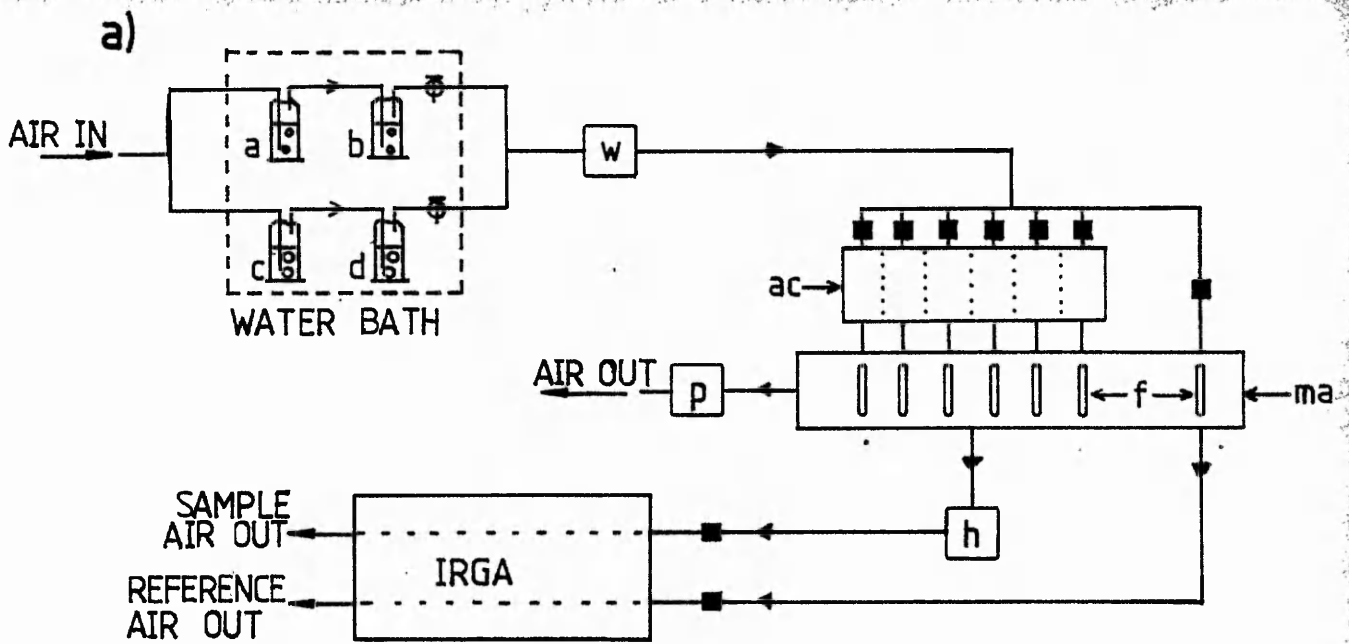 a)
AIR IN
a
b
c
d
WATER BATH
w
ac
AIR OUT
p
f
ma
SAMPLE
AIR OUT
h
IRGA
REFERENCE
AIR OUT